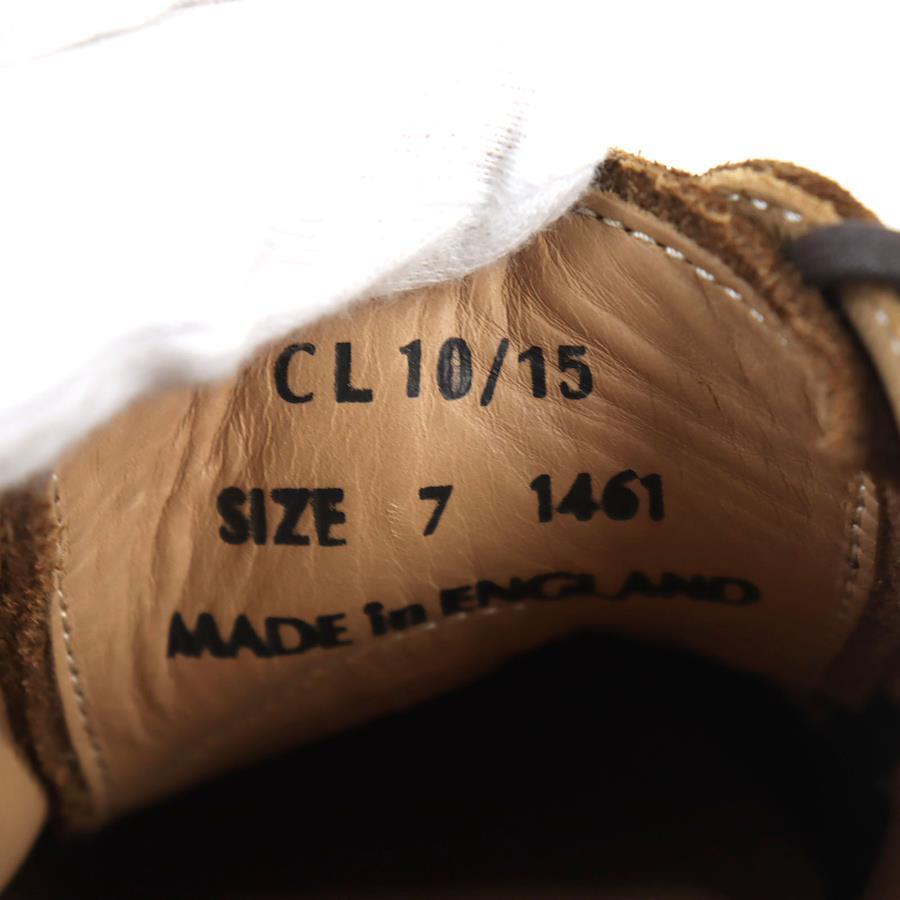 CL 10/15
SIZE 7 1461
MADE in ENGLAND